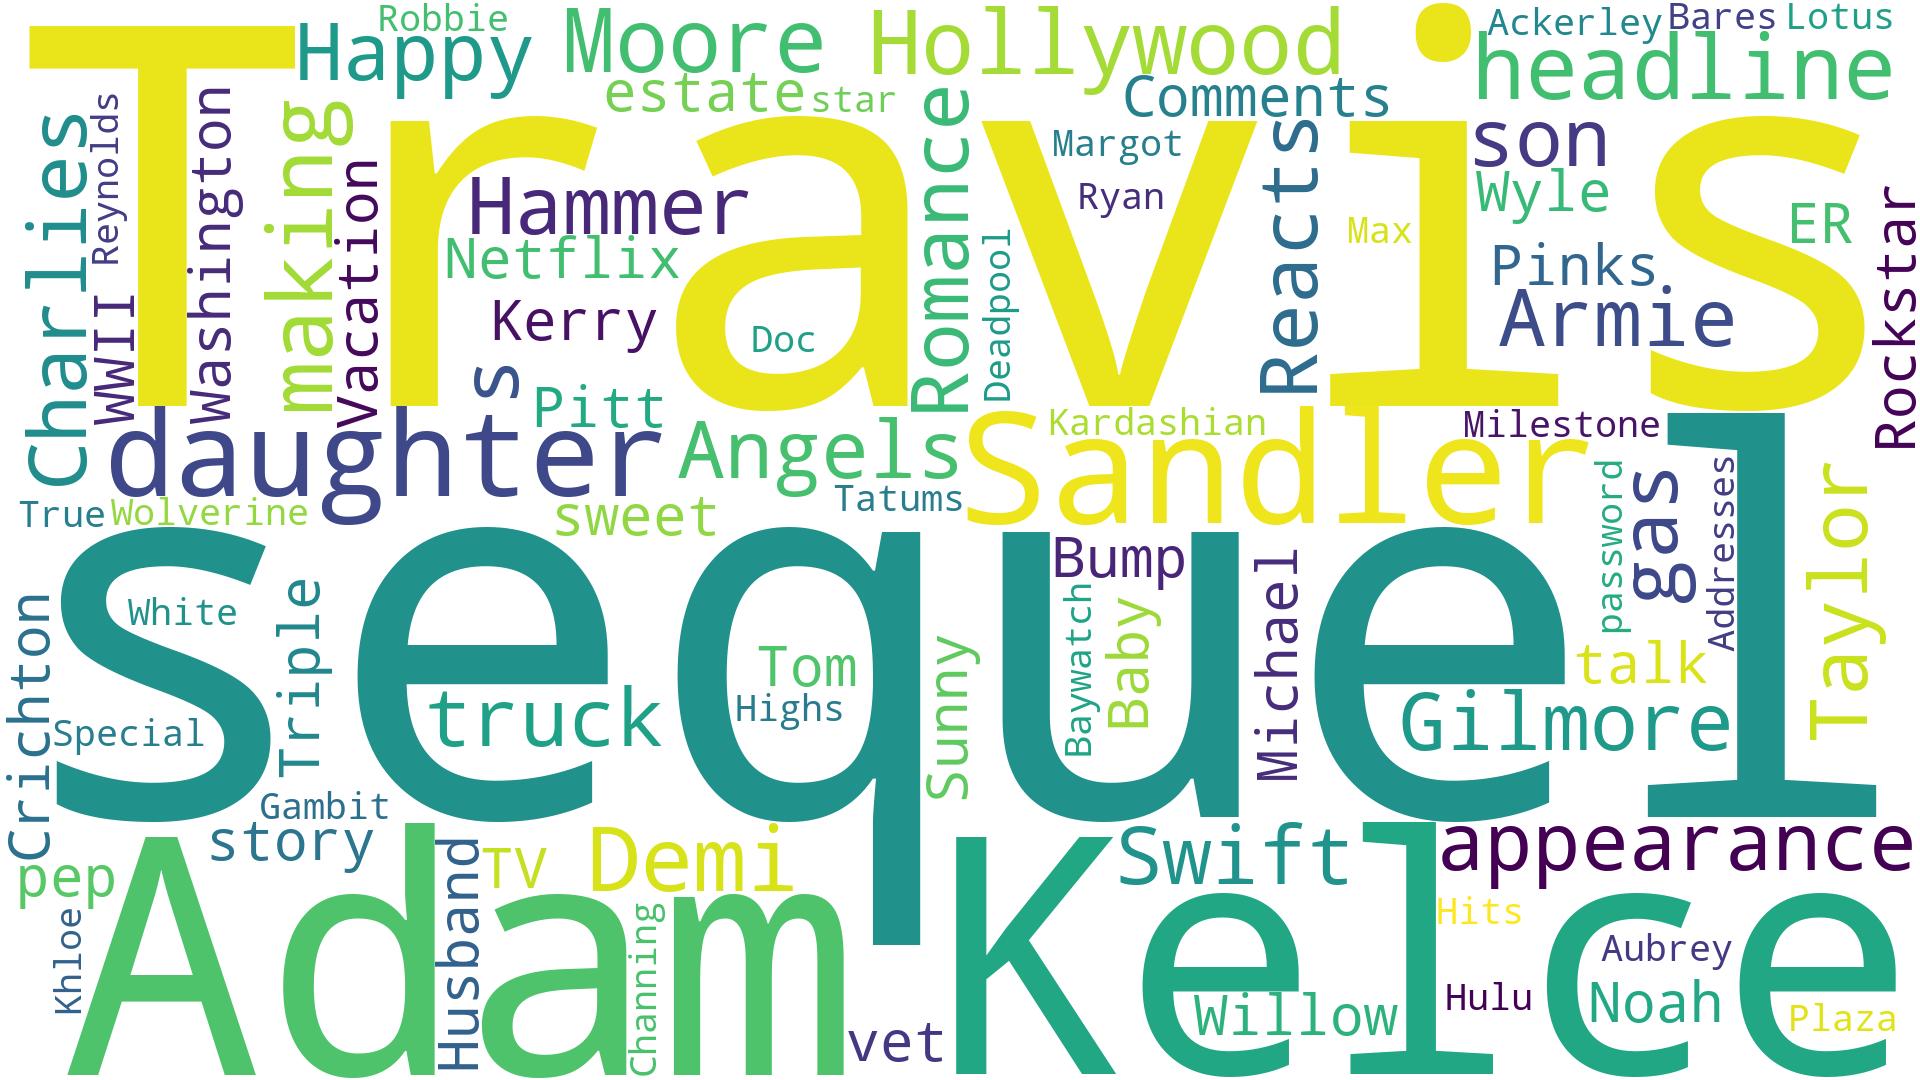 Travis
sequel
Adam
Kelce
Sandler
daughter
Robbie
Happy
Moore
Hollywood
Ackerley
Bares
Lotus
headline
estate
star
Comments
Charlies
Reynolds
WWII
Washington
making
vacation
Hammer
Netflix
Kerry
Doc
Romance
Deadpool
Margot
Ryan
Reacts
Max
son
Wyle
ER
Pinks
Armie
Rockstar
s
Pitt
Angels
Kardashian
Milestone
True
Wolverine
sweet
Tatums
Bump
password
gas
Addresses
Taylor
Crichton
White
Special
Triple
truck
Tom
Highs
Sunny
Baywatch
Baby
Michael
talk
Gilmore
Gambit
story
pep
Khloe
Husband
TV
Demi
Channing
vet
Swift
appearance
Hits
Aubrey
Willow
Hulu
Noah
Plaza